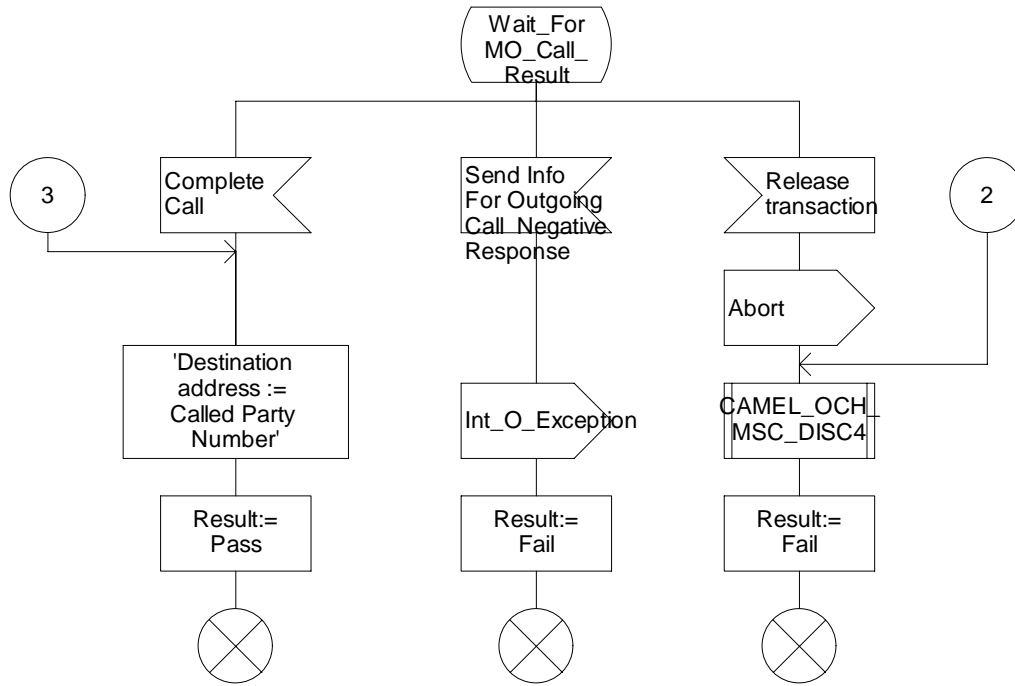 Wait_For
MO_Call_
Result
3
Complete
Call
Send Info
For Outgoing
Call Negative
Response
Release
transaction
2
Abort
'Destination
address :=
Called Party
Number'
Int_O_Exception
CAMEL_OCH_
MSC_DISC4
Result:=
Pass
Result:=
Fail
Result:=
Fail